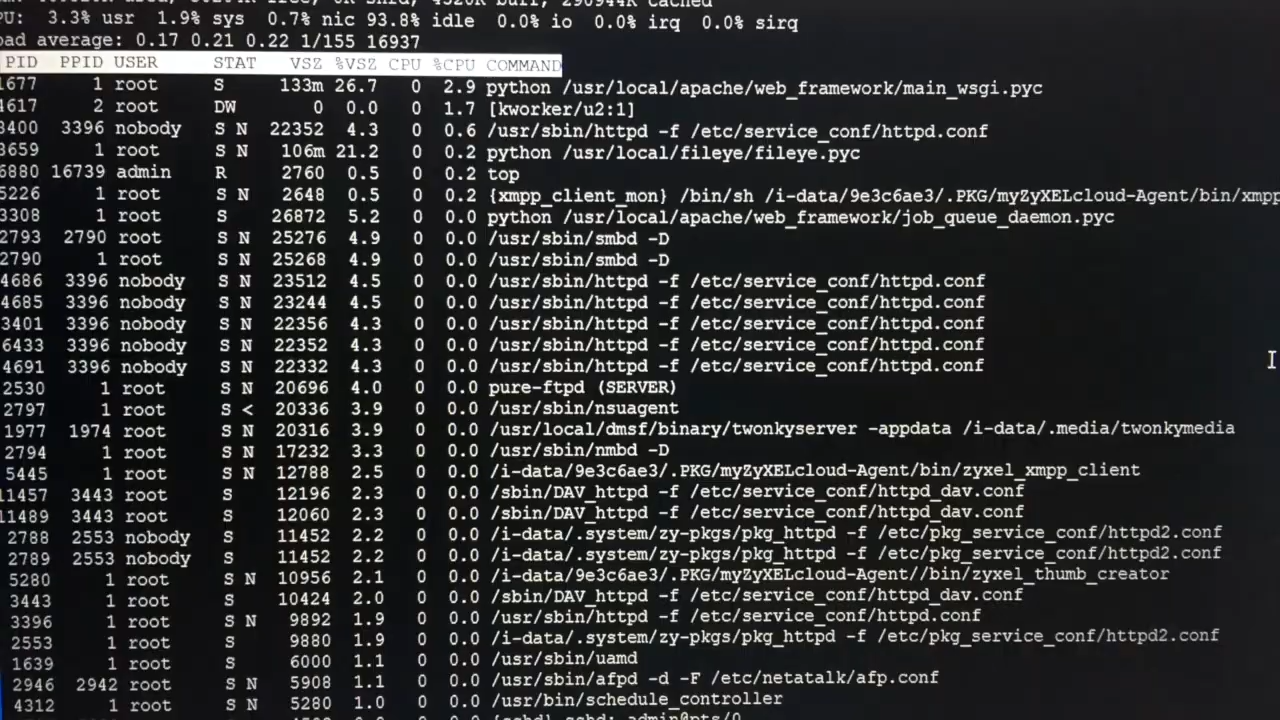 PU: 3.3% usr 1.9% sys 0.7% nic 93.8% idle 0.0% io 0.0% irq 0.0% sirq
oad average: 0.17 0.21 0.22 1/155 16937
PID PPID USER STAT VSZ %VSZ CPU %CPU COMMAND
1677 1 root S 133m 26.7 0 2.9 python /usr/local/apache/web_framework/main_wsgi.pyc
4617 2 root DW 0 0.0 0 1.7 [kworker/u2:1]
3400 3396 nobody S N 22352 4.3 0 0.6 /usr/sbin/httpd -f /etc/service_conf/httpd.conf
3659 1 root S N 106m 21.2 0 0.2 python /usr/local/fileye/fileye.pyc
6880 16739 admin R 2760 0.5 0 0.2 top
5226 1 root S N 2648 0.5 0 0.2 {xmpp_client_mon} /bin/sh /i-data/9e3c6ae3/.PKG/myZyXELcloud-Agent/bin/xmpp
3308 1 root S 26872 5.2 0 0.0 python /usr/local/apache/web_framework/job_queue_daemon.pyc
2793 2790 root S N 25276 4.9 0 0.0 /usr/sbin/smbd -D
2790 1 root S N 25268 4.9 0 0.0 /usr/sbin/smbd -D
4686 3396 nobody S N 23512 4.5 0 0.0 /usr/sbin/httpd -f /etc/service_conf/httpd.conf
4685 3396 nobody S N 23244 4.5 0 0.0 /usr/sbin/httpd -f /etc/service_conf/httpd.conf
3401 3396 nobody S N 22356 4.3 0 0.0 /usr/sbin/httpd -f /etc/service_conf/httpd.conf
6433 3396 nobody S N 22352 4.3 0 0.0 /usr/sbin/httpd -f /etc/service_conf/httpd.conf
4691 3396 nobody S N 22332 4.3 0 0.0 /usr/sbin/httpd -f /etc/service_conf/httpd.conf
2530 1 root S N 20696 4.0 0 0.0 pure-ftpd (SERVER)
2797 1 root S < 20336 3.9 0 0.0 /usr/sbin/nsuagent
1977 1974 root S N 20316 3.9 0 0.0 /usr/local/dmsf/binary/twonkyserver -appdata /i-data/.media/twonkymedia
2794 1 root S N 17232 3.3 0 0.0 /usr/sbin/nmbd -D
5445 1 root S N 12788 2.5 0 0.0 /i-data/9e3c6ae3/.PKG/myZyXELcloud-Agent/bin/zyxel_xmpp_client
11457 3443 root S 12196 2.3 0 0.0 /sbin/DAV_httpd -f /etc/service_conf/httpd_dav.conf
11489 3443 root S 12060 2.3 0 0.0 /sbin/DAV_httpd -f /etc/service_conf/httpd_dav.conf
2788 2553 nobody S 11452 2.2 0 0.0 /i-data/.system/zy-pkgs/pkg_httpd -f /etc/pkg_service_conf/httpd2.conf
2789 2553 nobody S 11452 2.2 0 0.0 /i-data/.system/zy-pkgs/pkg_httpd -f /etc/pkg_service_conf/httpd2.conf
5280 1 root S N 10956 2.1 0 0.0 /i-data/9e3c6ae3/.PKG/myZyXELcloud-Agent//bin/zyxel_thumb_creator
3443 1 root S 10424 2.0 0 0.0 /sbin/DAV_httpd -f /etc/service_conf/httpd_dav.conf
3396 1 root S N 9892 1.9 0 0.0 /usr/sbin/httpd -f /etc/service_conf/httpd.conf
2553 1 root S 9880 1.9 0 0.0 /i-data/.system/zy-pkgs/pkg_httpd -f /etc/pkg_service_conf/httpd2.conf
1639 1 root S 6000 1.1 0 0.0 /usr/sbin/uamd
2946 2942 root S N 5908 1.1 0 0.0 /usr/sbin/afpd -d -F /etc/netatalk/afp.conf
4312 1 root S N 5280 1.0 0 0.0 /usr/bin/schedule_controller